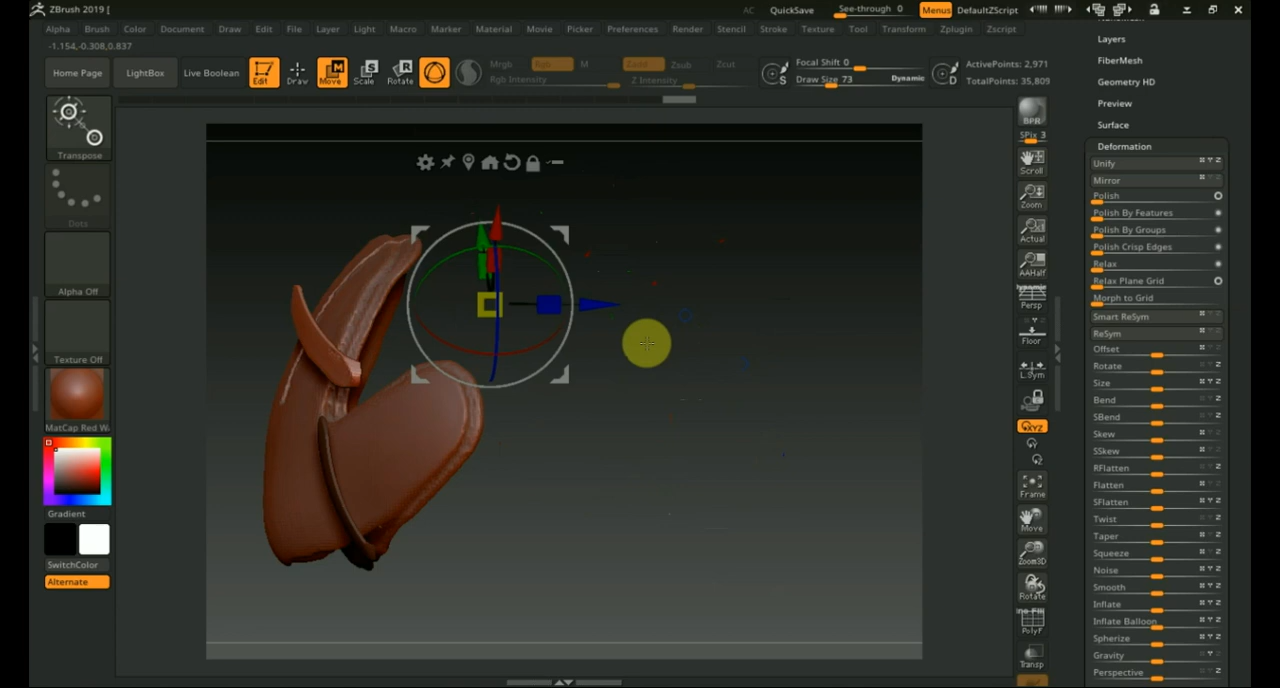 ZBrush 2019 [
AC QuickSave See-through 0 Menus DefaultZScript
Alpha Brush Color Document Draw Edit File Layer Light Macro Marker Material Movie Picker Preferences Render Stencil Stroke Texture Tool Transform Zplugin Zscript
-1.154,-0.308,0.837
Home Page LightBox Live Boolean Edit Draw Move Scale Rotate
Mrgb Rgb M Zadd Zsub Zcut
Rgb Intensity Z Intensity
Focal Shift 0
Draw Size 73 Dynamic
ActivePoints: 2,971
TotalPoints: 35,809
Transpose
Dots
Alpha Off
Texture Off
MatCap Red W
Gradient
SwitchColor
Alternate
BPR
SPix 3
Scroll
Zoom
Actual
AAHalf
Dynamic
Persp
Floor
L.Sym
XYZ
Frame
Move
Zoom3D
Rotate
Line Fill
PolyF
Transp
Layers
FiberMesh
Geometry HD
Preview
Surface
Deformation
Unify
Mirror
Polish
Polish By Features
Polish By Groups
Polish Crisp Edges
Relax
Relax Plane Grid
Morph to Grid
Smart ReSym
ReSym
Offset
Rotate
Size
Bend
SBend
Skew
SSkew
RFlatten
Flatten
SFlatten
Twist
Taper
Squeeze
Noise
Smooth
Inflate
Inflate Balloon
Spherize
Gravity
Perspective